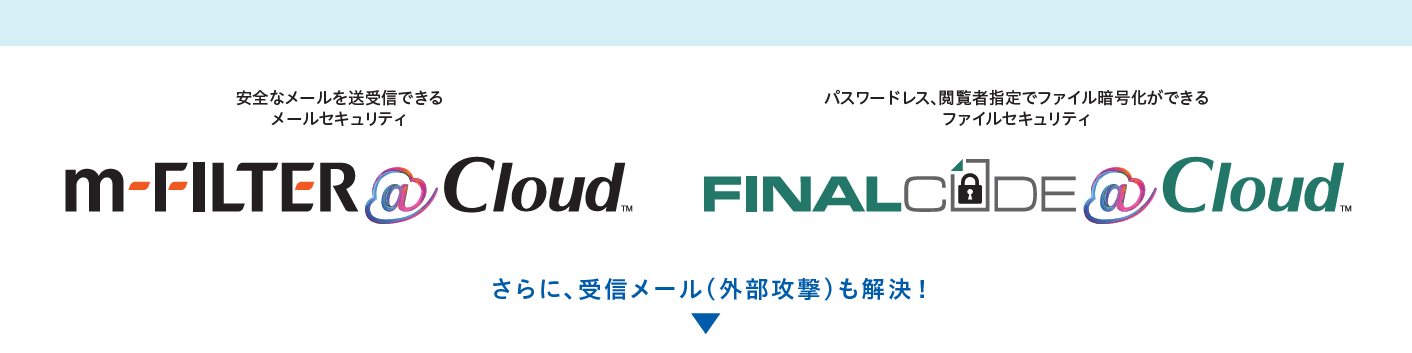 安全なメールを送受信できる
メールセキュリティ
パスワードレス、閲覧者指定でファイル暗号化ができる
ファイルセキュリティ
m-FILTER@Cloud™
FINALCODE@Cloud™
さらに、受信メール（外部攻撃）も解決！